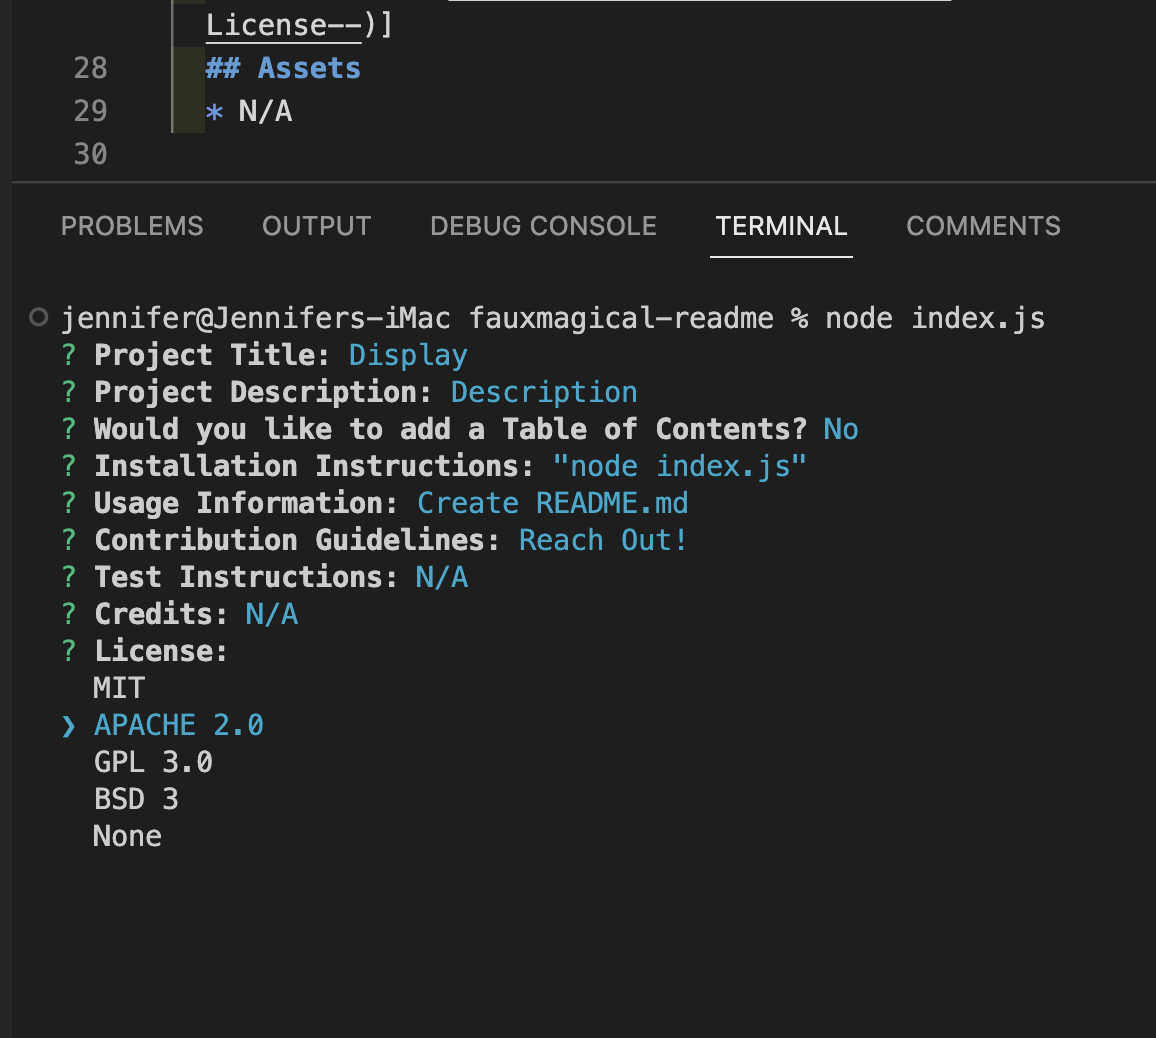 License--)]
28 ## Assets
29 * N/A
30
PROBLEMS OUTPUT DEBUG CONSOLE TERMINAL COMMENTS
jennifer@Jennifers-iMac fauxmagical-readme % node index.js
? Project Title: Display
? Project Description: Description
? Would you like to add a Table of Contents? No
? Installation Instructions: "node index.js"
? Usage Information: Create README.md
? Contribution Guidelines: Reach Out!
? Test Instructions: N/A
? Credits: N/A
? License:
MIT
❯ APACHE 2.0
GPL 3.0
BSD 3
None